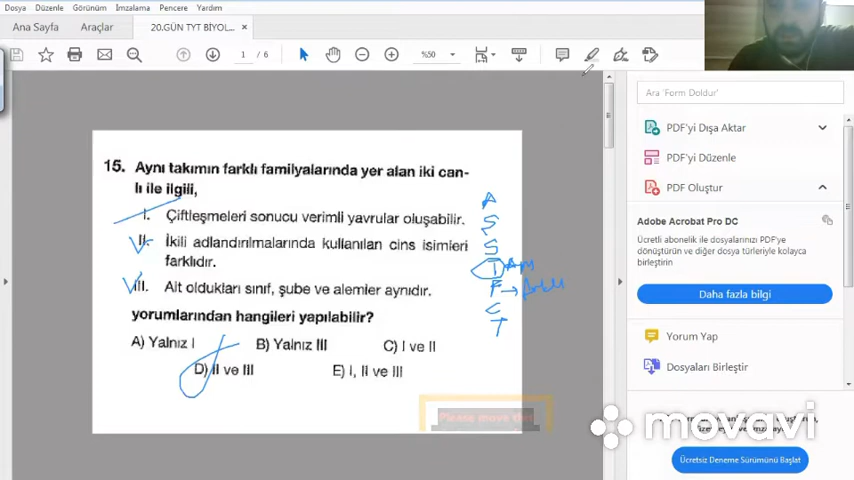 Dosya Düzenle Görünüm İmzalama Pencere Yardım
Ana Sayfa Araçlar 20.GÜN TYT BİYOL... ×
1 / 6 %50
Ara 'Form Doldur'
PDF'yi Dışa Aktar
PDF'yi Düzenle
PDF Oluştur
Adobe Acrobat Pro DC
Ücretli abonelik ile dosyalarınızı PDF'ye
dönüştürün ve diğer dosya türleriyle kolayca
birleştirin
Daha fazla bilgi
Yorum Yap
Dosyaları Birleştir
Ücretsiz Deneme Sürümünü Başlat
15. Aynı takımın farklı familyalarında yer alan iki can-
lı ile ilgili,
I. Çiftleşmeleri sonucu verimli yavrular oluşabilir.
II. İkili adlandırılmalarında kullanılan cins isimleri
farklıdır.
III. Ait oldukları sınıf, şube ve alemler aynıdır.
yorumlarından hangileri yapılabilir?
A) Yalnız I B) Yalnız III C) I ve II
D) II ve III E) I, II ve III
A
Ş
S
T Aynı
F → farklı
C
T
movavi